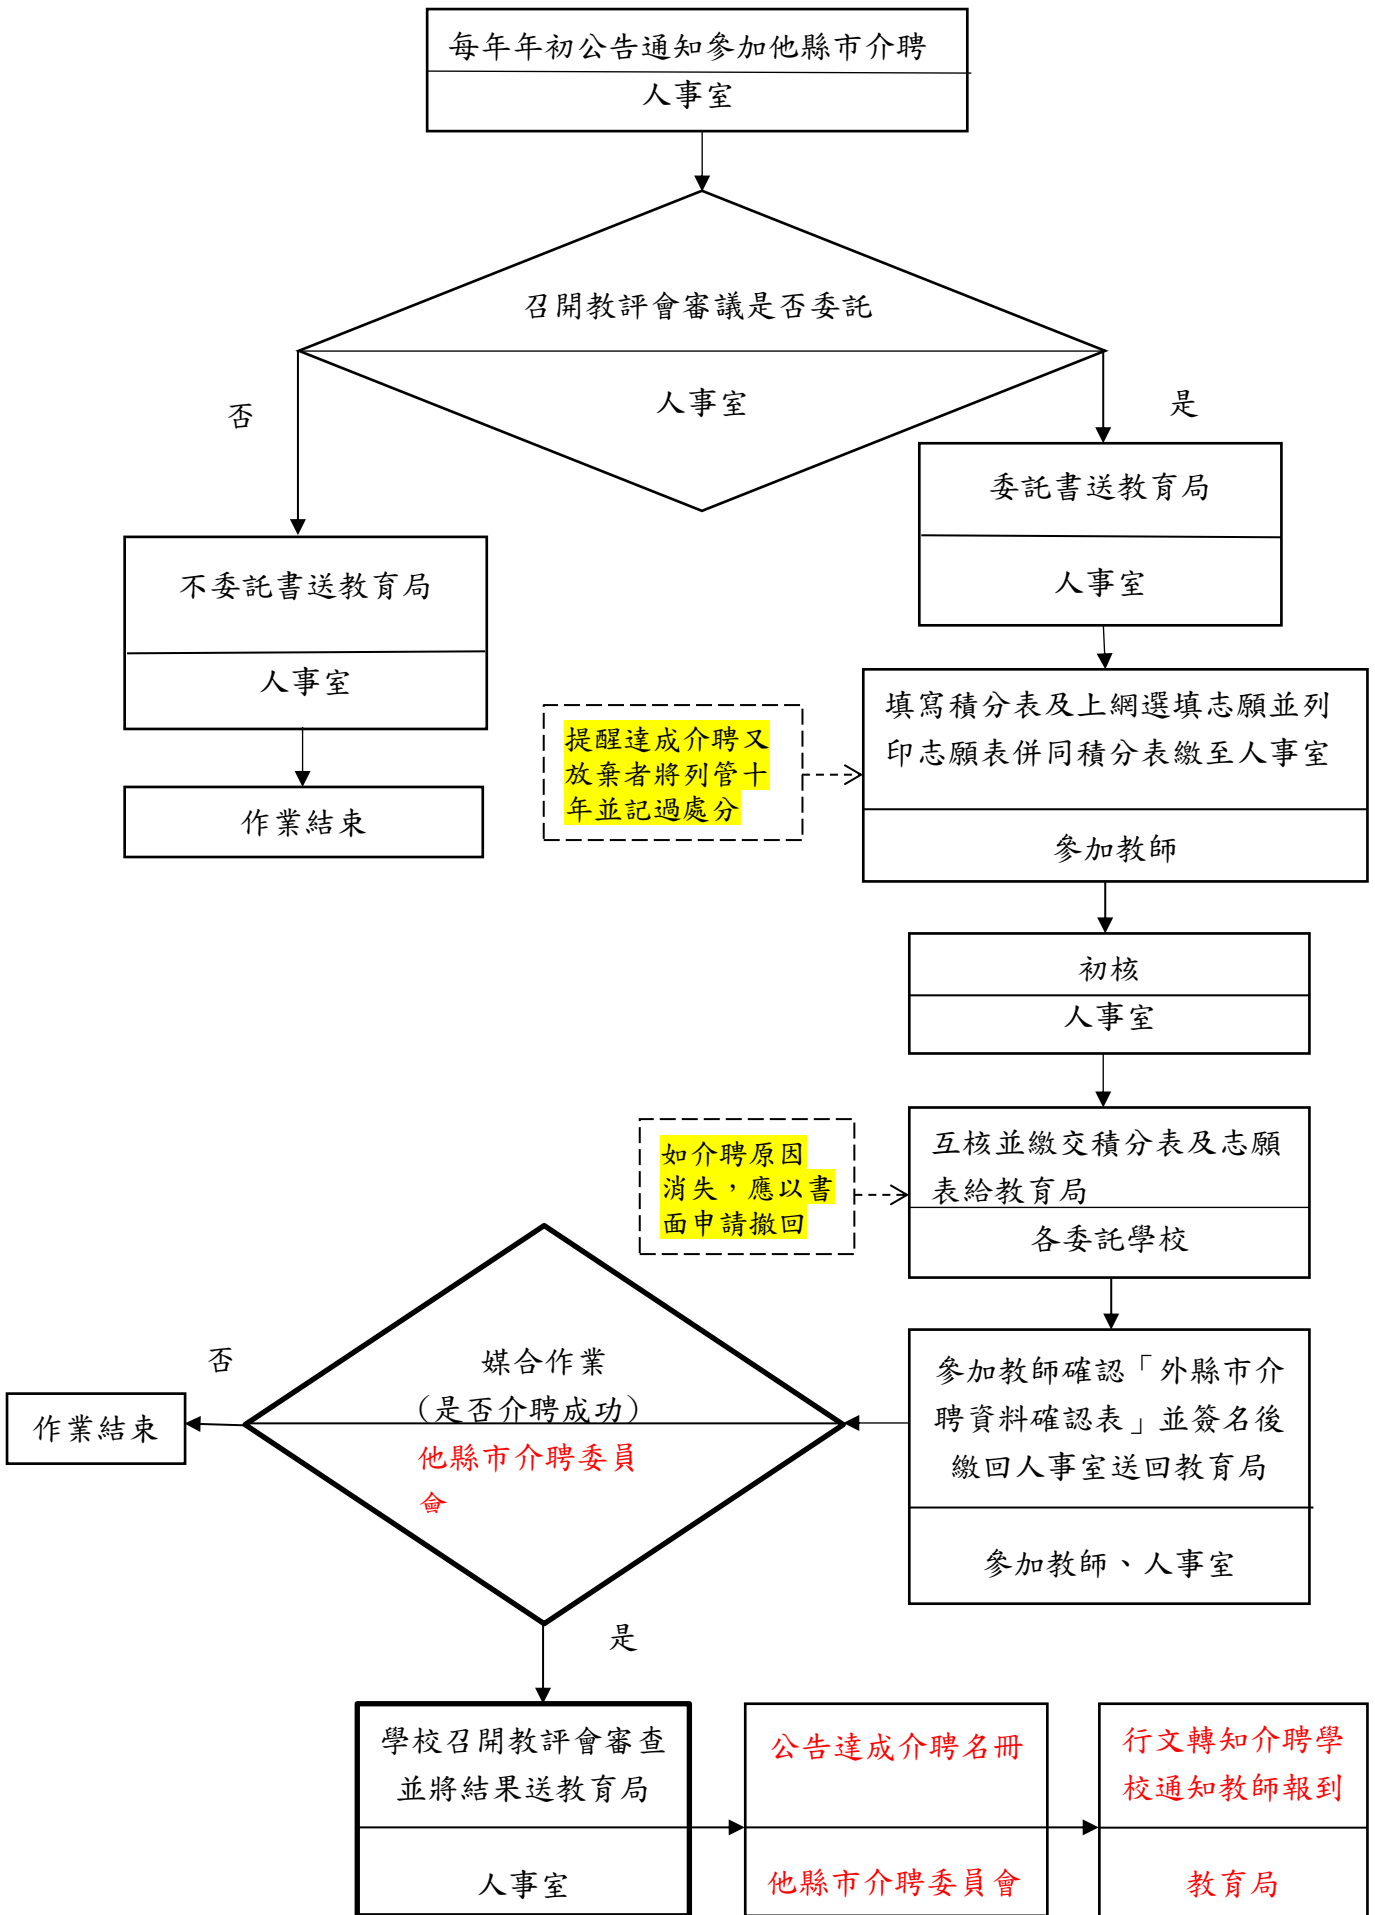 每年年初公告通知參加他縣市介聘
人事室
召開教評會審議是否委託
人事室
否
是
委託書送教育局
人事室
不委託書送教育局
人事室
作業結束
提醒達成介聘又
放棄者將列管十
年並記過處分
填寫積分表及上網選填志願並列
印志願表併同積分表繳至人事室
參加教師
初核
人事室
如介聘原因
消失，應以書
面申請撤回
互核並繳交積分表及志願
表給教育局
各委託學校
參加教師確認「外縣市介
聘資料確認表」並簽名後
繳回人事室送回教育局
參加教師、人事室
媒合作業
(是否介聘成功)
他縣市介聘委員
會
否
作業結束
是
學校召開教評會審查
並將結果送教育局
人事室
公告達成介聘名冊
他縣市介聘委員會
行文轉知介聘學
校通知教師報到
教育局